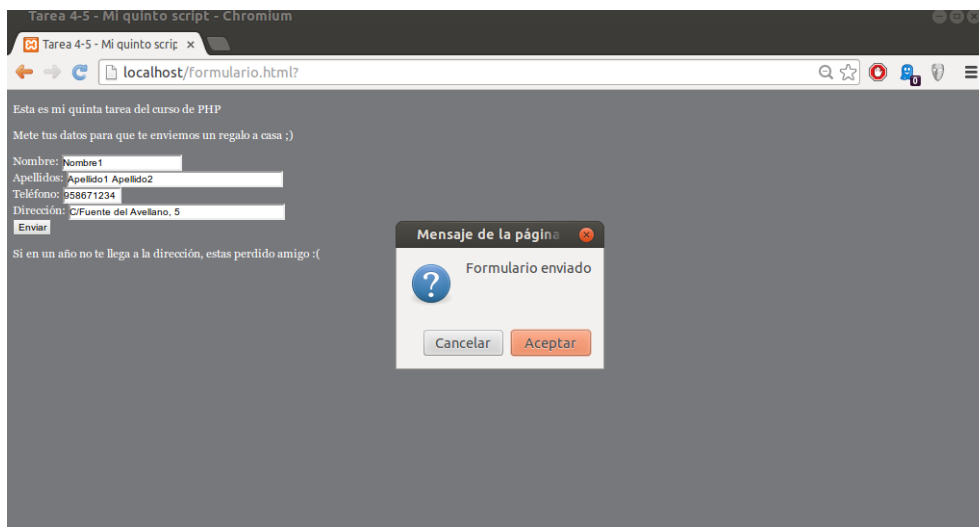 Tarea 4-5 - Mi quinto script - Chromium
Tarea 4-5 - Mi quinto scrip
localhost/formulario.html?
0
Esta es mi quinta tarea del curso de PHP
Mete tus datos para que te enviemos un regalo a casa ;)
Nombre: Nombre1
Apellidos: Apellido1 Apellido2
Teléfono: 958671234
Dirección: C/Fuente del Avellano, 5
Enviar
Si en un año no te llega a la dirección, estas perdido amigo :(
Mensaje de la página
Formulario enviado
?
Cancelar Aceptar